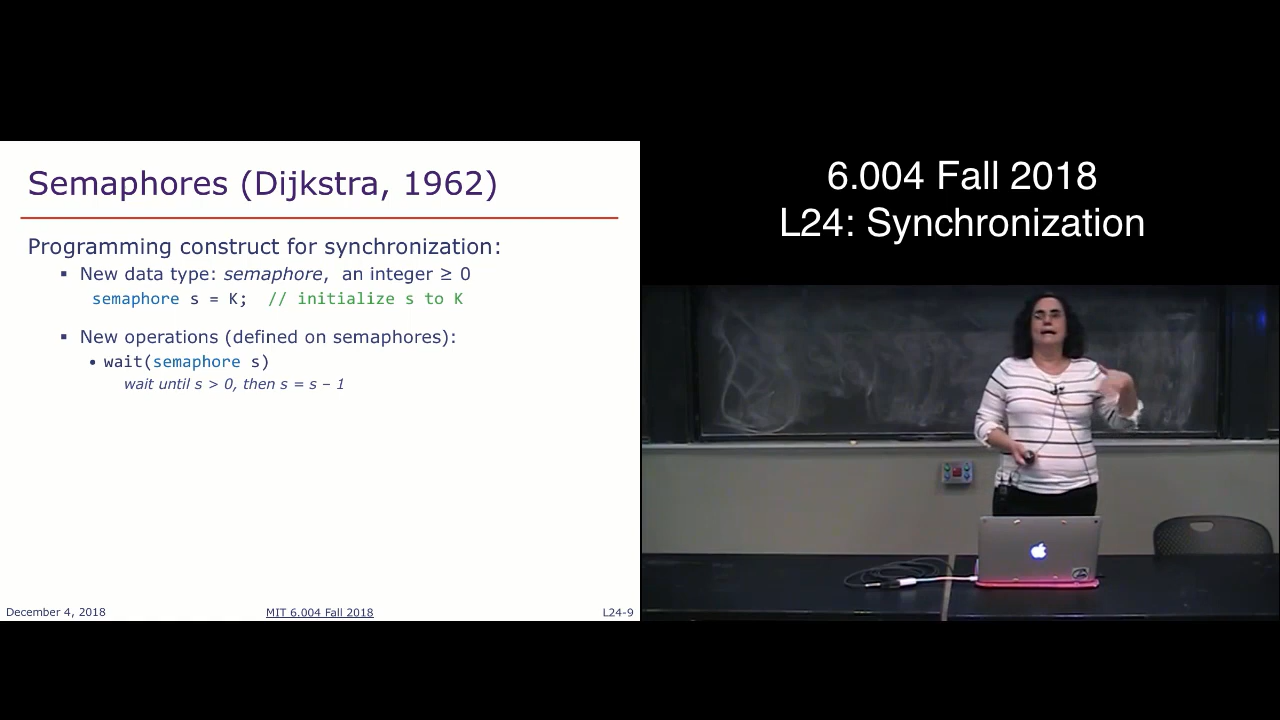 Semaphores (Dijkstra, 1962)
Programming construct for synchronization:
▪ New data type: semaphore, an integer ≥ 0
semaphore s = K; // initialize s to K
▪ New operations (defined on semaphores):
• wait(semaphore s)
wait until s > 0, then s = s – 1
December 4, 2018
MIT 6.004 Fall 2018
L24-9
6.004 Fall 2018
L24: Synchronization